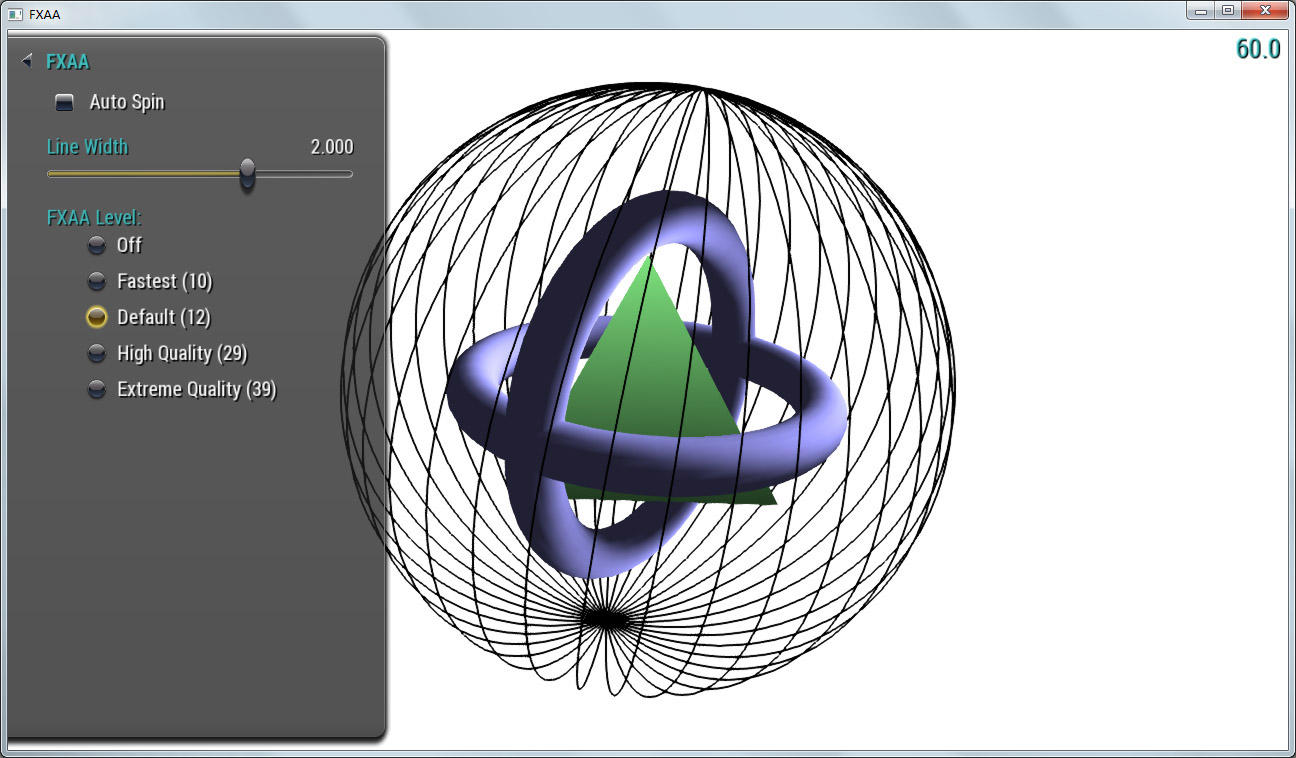 FXAA
60.0
FXAA
Auto Spin
Line Width 2.000
FXAA Level:
Off
Fastest (10)
Default (12)
High Quality (29)
Extreme Quality (39)